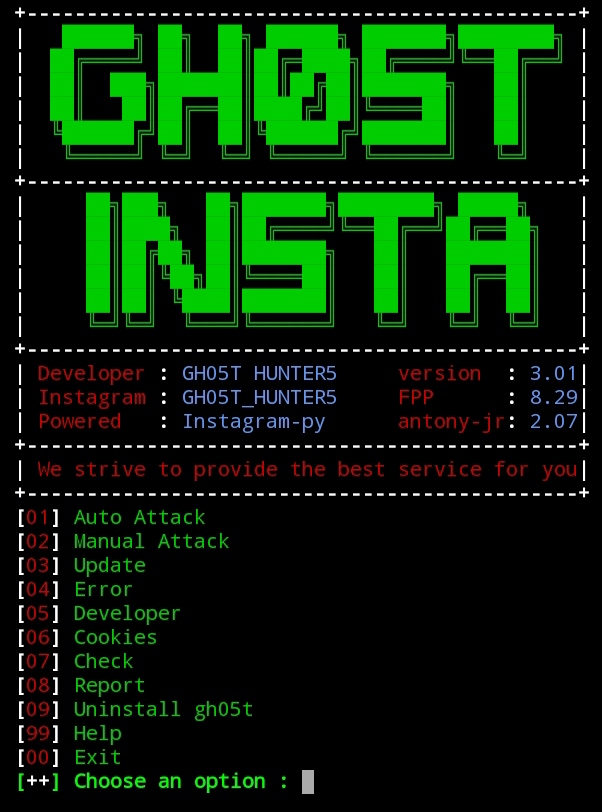 GH0ST
INSTA
Developer : GH05T HUNTER5 version : 3.01
Instagram : GH05T_HUNTER5 FPP : 8.29
Powered : Instagram-py antony-jr: 2.07
We strive to provide the best service for you
[01] Auto Attack
[02] Manual Attack
[03] Update
[04] Error
[05] Developer
[06] Cookies
[07] Check
[08] Report
[09] Uninstall gh05t
[99] Help
[00] Exit
[++] Choose an option :